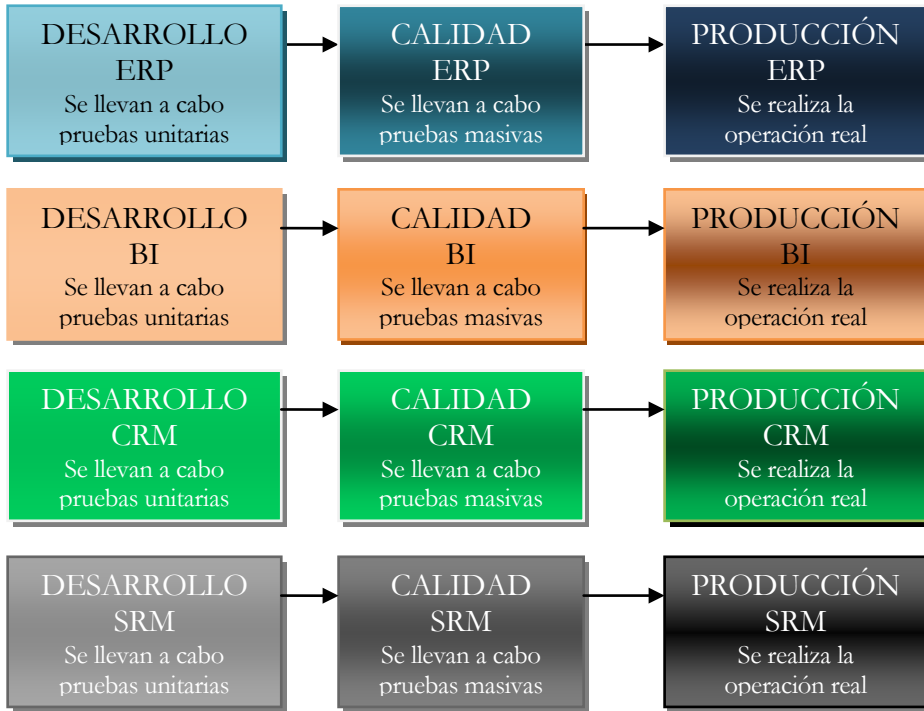 DESARROLLO
ERP
Se llevan a cabo
pruebas unitarias
CALIDAD
ERP
Se llevan a cabo
pruebas masivas
PRODUCCIÓN
ERP
Se realiza la
operación real
DESARROLLO
BI
Se llevan a cabo
pruebas unitarias
CALIDAD
BI
Se llevan a cabo
pruebas masivas
PRODUCCIÓN
BI
Se realiza la
operación real
DESARROLLO
CRM
Se llevan a cabo
pruebas unitarias
CALIDAD
CRM
Se llevan a cabo
pruebas masivas
PRODUCCIÓN
CRM
Se realiza la
operación real
DESARROLLO
SRM
Se llevan a cabo
pruebas unitarias
CALIDAD
SRM
Se llevan a cabo
pruebas masivas
PRODUCCIÓN
SRM
Se realiza la
operación real